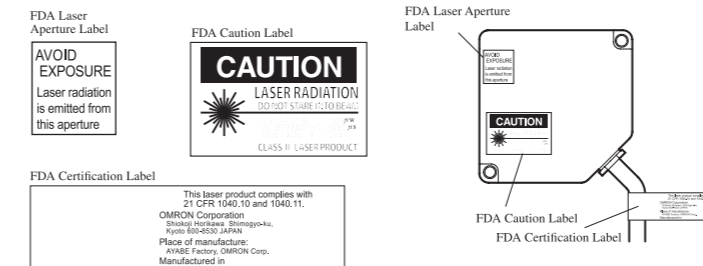 FDA Laser
Aperture Label
AVOID
EXPOSURE
Laser radiation
is emitted from
this aperture
FDA Caution Label
CAUTION
LASER RADIATION
DO NOT STARE INTO BEAM
CLASS II LASER PRODUCT
FDA Certification Label
This laser product complies with
21 CFR 1040.10 and 1040.11.
OMRON Corporation
Shiokoji Horikawa Shimogyo-ku,
Kyoto 600-8530 JAPAN
Place of manufacture:
AYABE Factory, OMRON Corp.
Manufactured in
FDA Laser Aperture
Label
AVOID
EXPOSURE
Laser radiation
is emitted from
this aperture
CAUTION
FDA Caution Label
FDA Certification Label